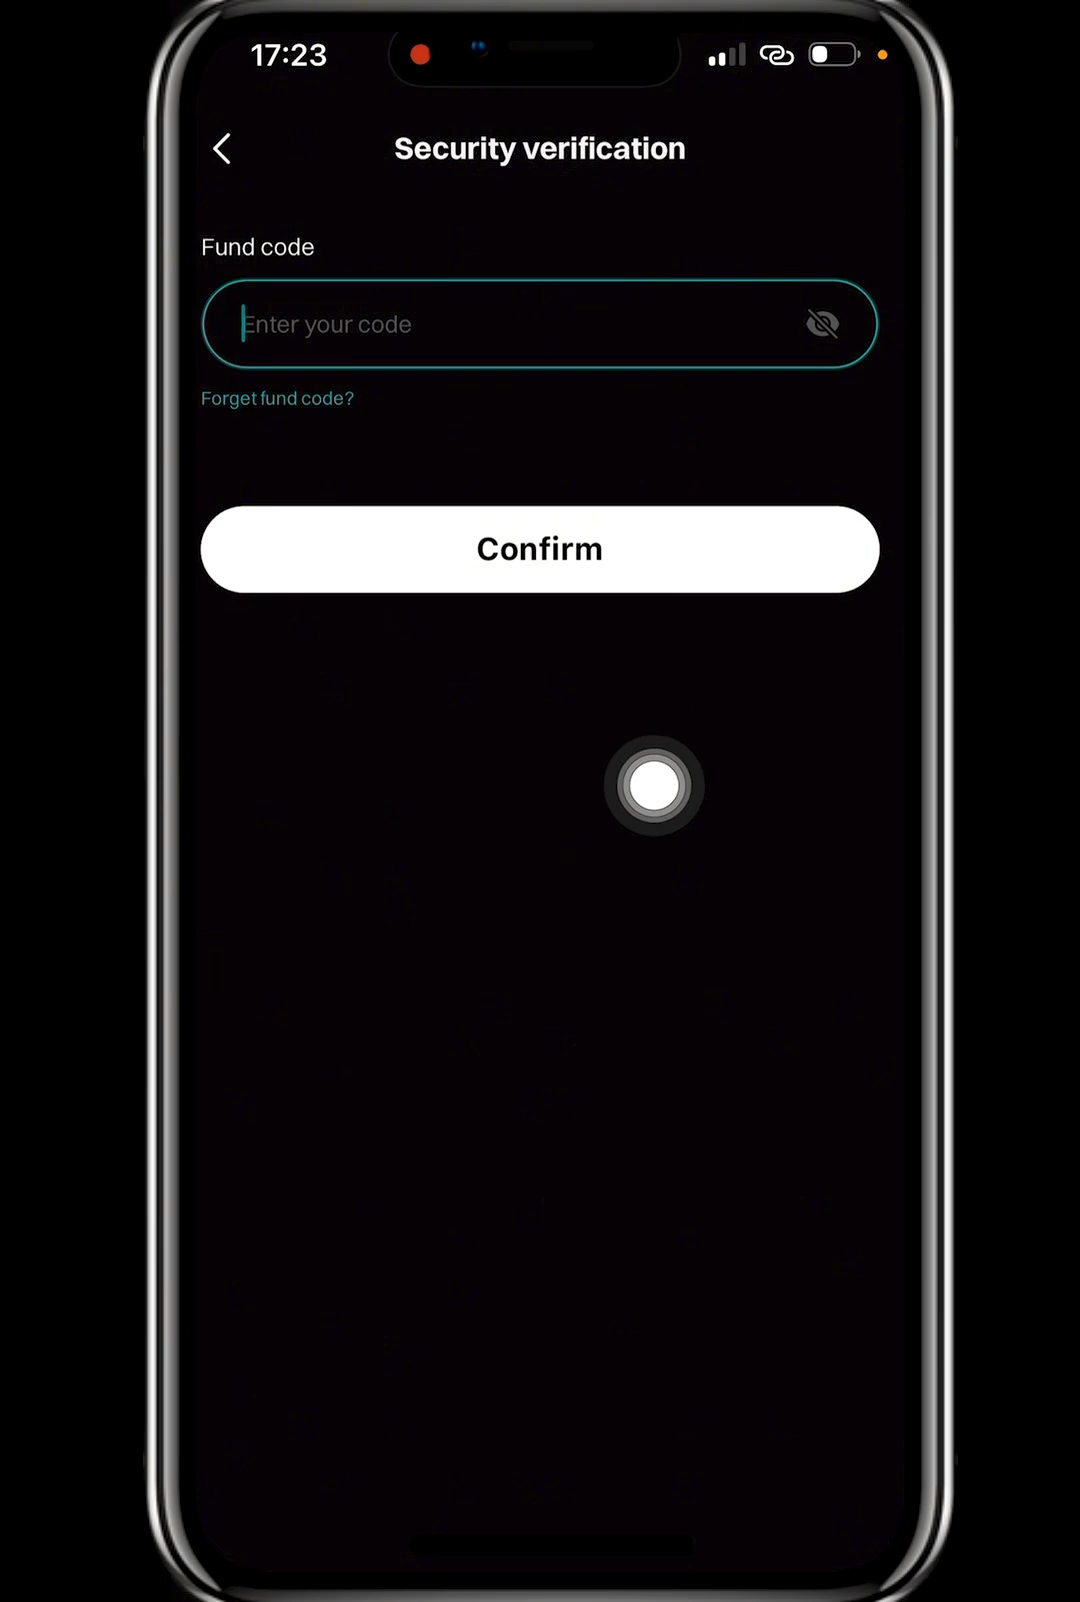 17:23
Security verification
Fund code
Enter your code
Forget fund code?
Confirm